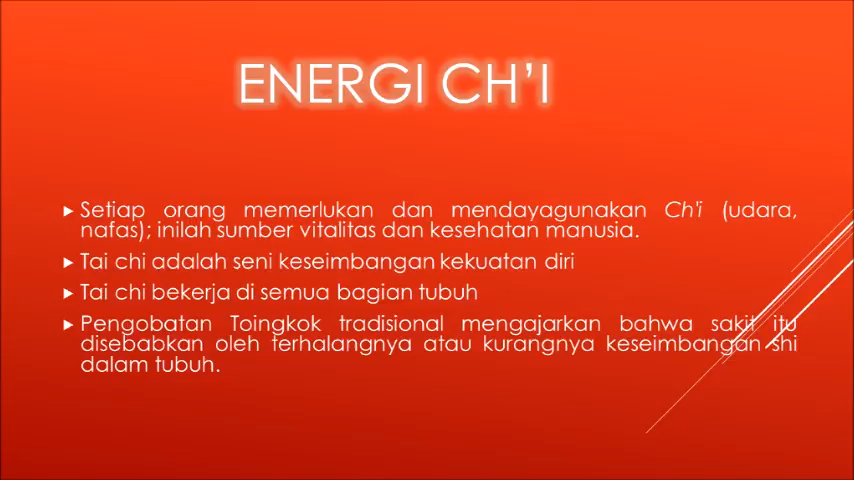 ENERGI CH’I
Setiap orang memerlukan dan mendayagunakan Ch'i (udara,
nafas); inilah sumber vitalitas dan kesehatan manusia.
Tai chi adalah seni keseimbangan kekuatan diri
Tai chi bekerja di semua bagian tubuh
Pengobatan Toingkok tradisional mengajarkan bahwa sakit itu
disebabkan oleh terhalangnya atau kurangnya keseimbangan shi
dalam tubuh.